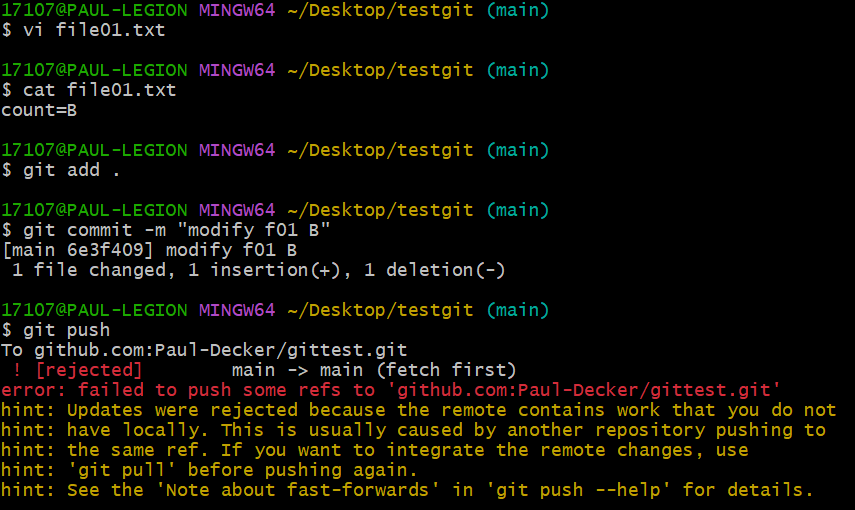 17107@PAUL-LEGION MINGW64 ~/Desktop/testgit (main)
$ vi file01.txt
17107@PAUL-LEGION MINGW64 ~/Desktop/testgit (main)
$ cat file01.txt
count=B
17107@PAUL-LEGION MINGW64 ~/Desktop/testgit (main)
$ git add .
17107@PAUL-LEGION MINGW64 ~/Desktop/testgit (main)
$ git commit -m "modify f01 B"
[main 6e3f409] modify f01 B
 1 file changed, 1 insertion(+), 1 deletion(-)
17107@PAUL-LEGION MINGW64 ~/Desktop/testgit (main)
$ git push
To github.com:Paul-Decker/gittest.git
 ! [rejected]        main -> main (fetch first)
error: failed to push some refs to 'github.com:Paul-Decker/gittest.git'
hint: Updates were rejected because the remote contains work that you do not
hint: have locally. This is usually caused by another repository pushing to
hint: the same ref. If you want to integrate the remote changes, use
hint: 'git pull' before pushing again.
hint: See the 'Note about fast-forwards' in 'git push --help' for details.